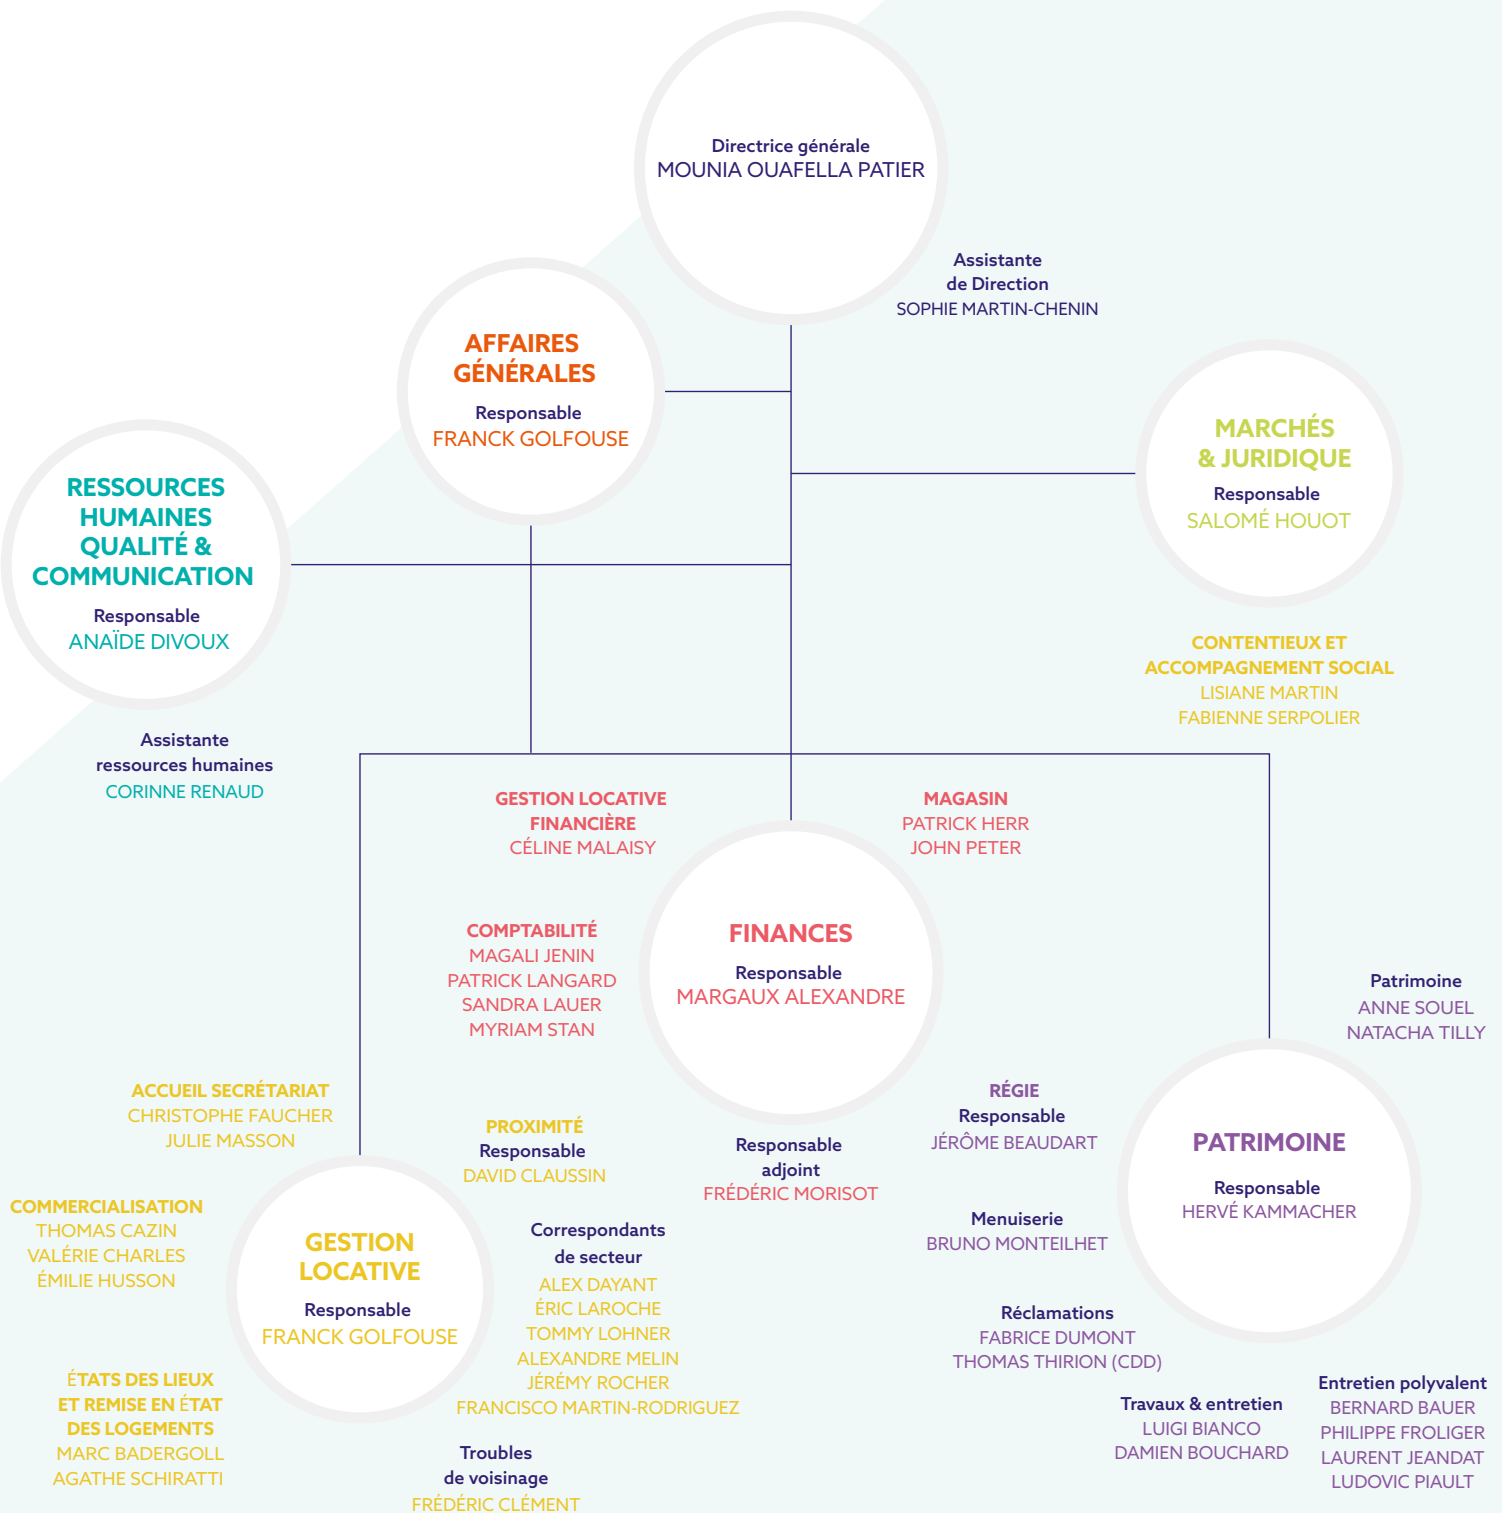 Directrice générale
MOUNIA OUAFELLA PATIER
Assistante
de Direction
SOPHIE MARTIN-CHENIN
AFFAIRES
GÉNÉRALES
Responsable
FRANCK GOLFOUSE
MARCHÉS
& JURIDIQUE
Responsable
SALOMÉ HOUOT
RESSOURCES
HUMAINES
QUALITÉ &
COMMUNICATION
Responsable
ANAÏDE DIVOUX
Assistante
ressources humaines
CORINNE RENAUD
CONTENTIEUX ET
ACCOMPAGNEMENT SOCIAL
LISIANE MARTIN
FABIENNE SERPOLIER
GESTION LOCATIVE
FINANCIÈRE
CÉLINE MALAISY
MAGASIN
PATRICK HERR
JOHN PETER
COMPTABILITÉ
MAGALI JENIN
PATRICK LANGARD
SANDRA LAUER
MYRIAM STAN
FINANCES
Responsable
MARGAUX ALEXANDRE
Responsable
adjoint
FRÉDÉRIC MORISOT
Patrimoine
ANNE SOUEL
NATACHA TILLY
ACCUEIL SECRÉTARIAT
CHRISTOPHE FAUCHER
JULIE MASSON
PROXIMITÉ
Responsable
DAVID CLAUSSIN
RÉGIE
Responsable
JÉRÔME BEAUDART
PATRIMOINE
Responsable
HERVÉ KAMMACHER
COMMERCIALISATION
THOMAS CAZIN
VALÉRIE CHARLES
ÉMILIE HUSSON
GESTION
LOCATIVE
Responsable
FRANCK GOLFOUSE
Correspondants
de secteur
ALEX DAYANT
ÉRIC LAROCHE
TOMMY LOHNER
ALEXANDRE MELIN
JÉRÉMY ROCHER
FRANCISCO MARTIN-RODRIGUEZ
Menuiserie
BRUNO MONTEILHET
Réclamations
FABRICE DUMONT
THOMAS THIRION (CDD)
ÉTATS DES LIEUX
ET REMISE EN ÉTAT
DES LOGEMENTS
MARC BADERGOLL
AGATHE SCHIRATTI
Troubles
de voisinage
FRÉDÉRIC CLÉMENT
Travaux & entretien
LUIGI BIANCO
DAMIEN BOUCHARD
Entretien polyvalent
BERNARD BAUER
PHILIPPE FROLIGER
LAURENT JEANDAT
LUDOVIC PIAULT